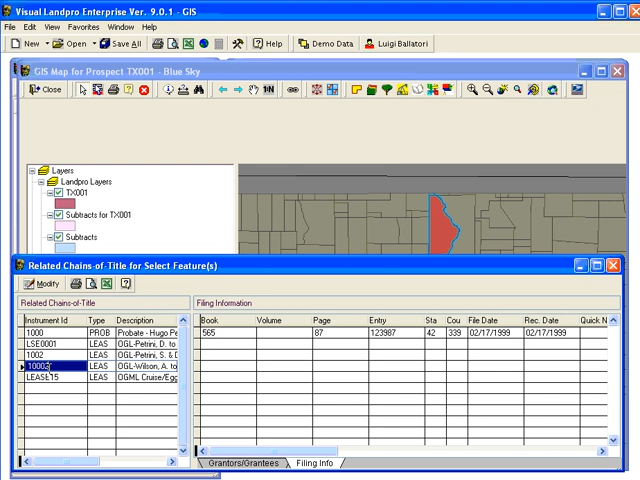 Visual Landpro Enterprise Ver. 9.0.1 - GIS
File Edit View Favorites Window Help
New Open Save All Help Demo Data Luigi Ballatori
GIS Map for Prospect TX001 - Blue Sky
Close 1:N
Layers
Landpro Layers
TX001
Subtracts for TX001
Subtracts
Related Chains-of-Title for Select Feature(s)
Modify
Related Chains-of-Title Filing Information
Instrument Id Type Description Book Volume Page Entry Sta Cou File Date Rec. Date Quick N
1000 PROB Probate - Hugo Pe 565 87 123987 42 339 02/17/1999 02/17/1999
LSE0001 LEAS OGL-Petrini, D. to
1002 LEAS OGL-Petrini, S. & D
10002 LEAS OGL-Wilson, A. to
LEASE15 LEAS OGML Cruise/Egg
Grantors/Grantees Filing Info